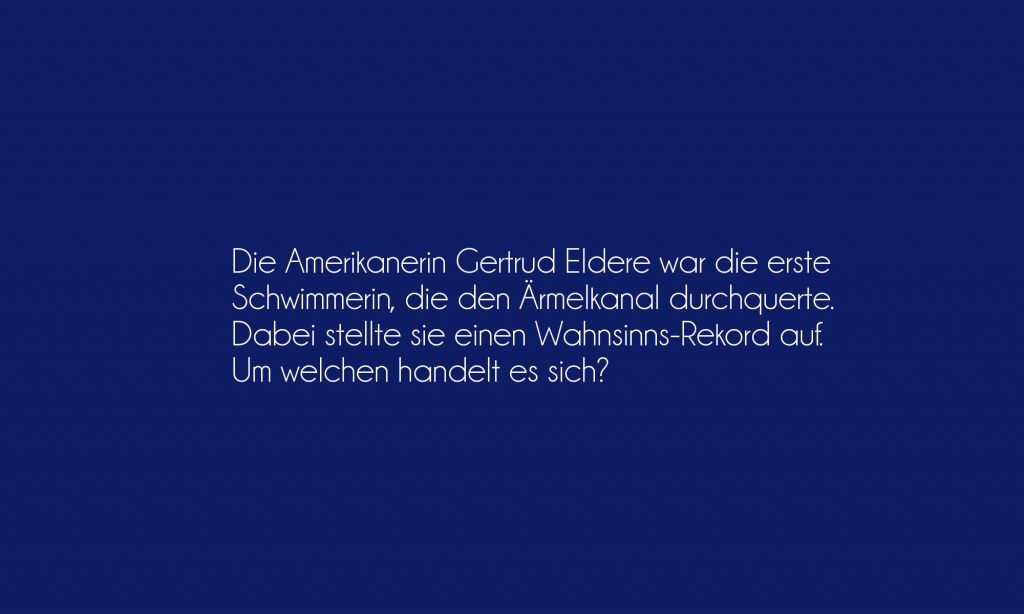 Die Amerikanerin Gertrud Eldere war die erste
Schwimmerin, die den Ärmelkanal durchquerte.
Dabei stellte sie einen Wahnsinns-Rekord auf.
Um welchen handelt es sich?